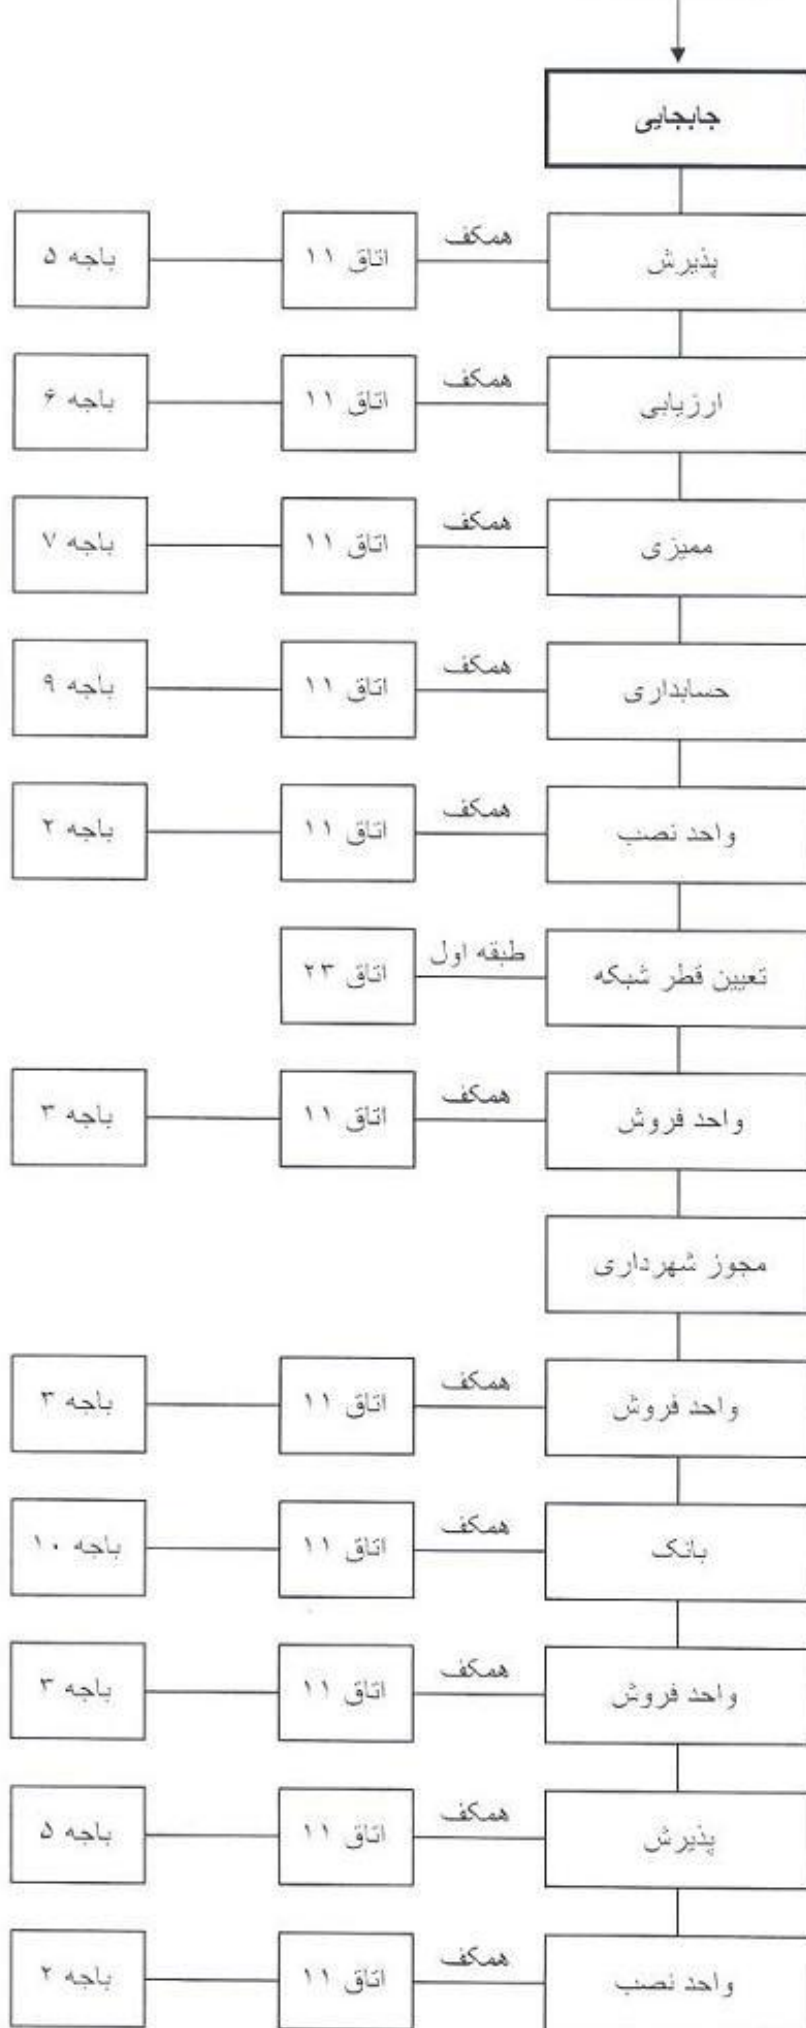 جابجایی
پذیرش همکف اتاق ۱۱ باجه ۵
ارزیابی همکف اتاق ۱۱ باجه ۶
ممیزی همکف اتاق ۱۱ باجه ۷
حسابداری همکف اتاق ۱۱ باجه ۹
واحد نصب همکف اتاق ۱۱ باجه ۲
تعیین قطر شبکه طبقه اول اتاق ۲۳
واحد فروش همکف اتاق ۱۱ باجه ۳
مجوز شهرداری
واحد فروش همکف اتاق ۱۱ باجه ۳
بانک همکف اتاق ۱۱ باجه ۱۰
واحد فروش همکف اتاق ۱۱ باجه ۳
پذیرش همکف اتاق ۱۱ باجه ۵
واحد نصب همکف اتاق ۱۱ باجه ۲